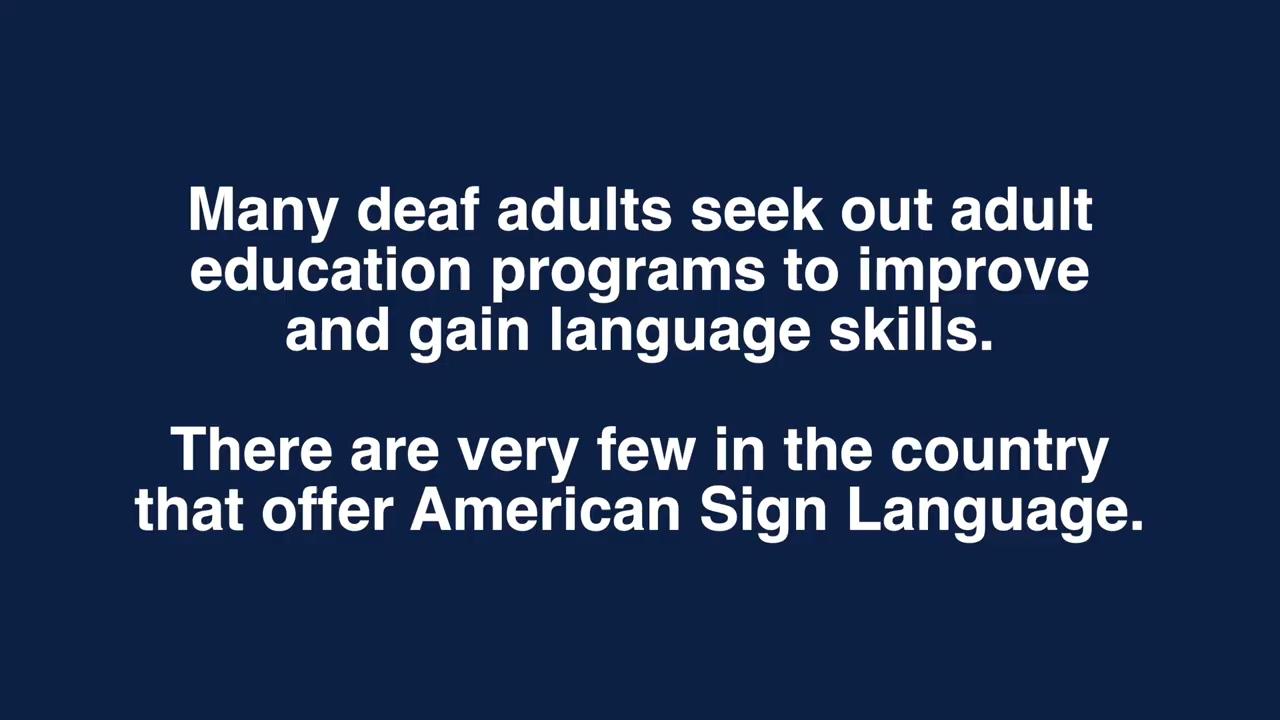 Many deaf adults seek out adult
education programs to improve
and gain language skills.
There are very few in the country
that offer American Sign Language.